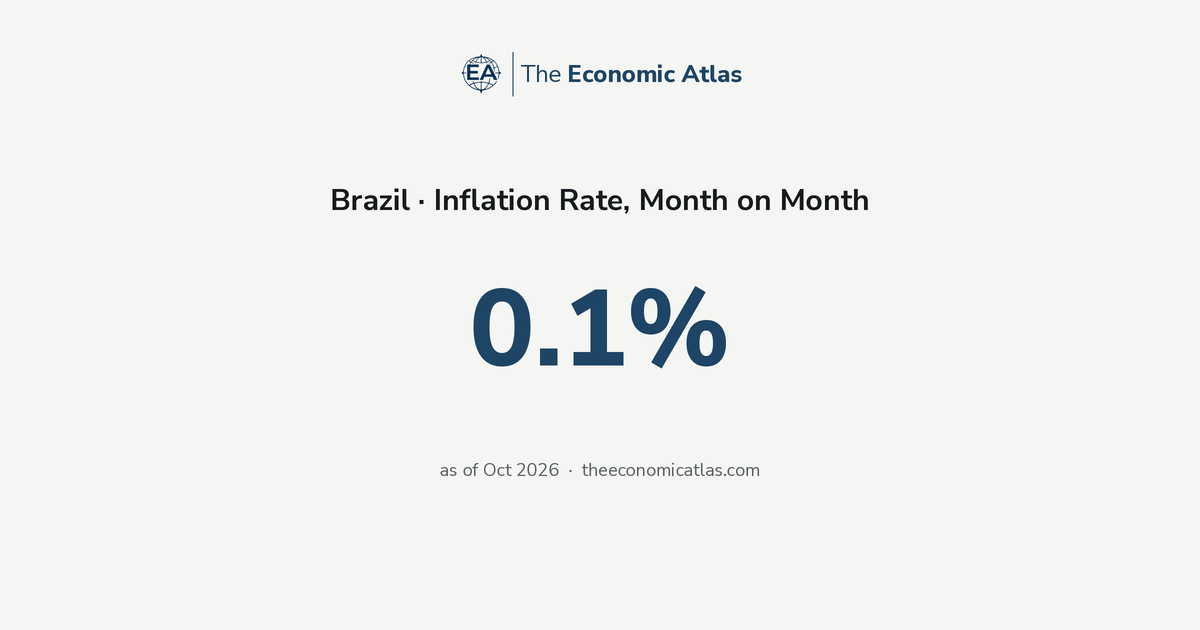 EA The Economic Atlas
Brazil · Inflation Rate, Month on Month
0.1%
as of Oct 2026 · theeconomicatlas.com